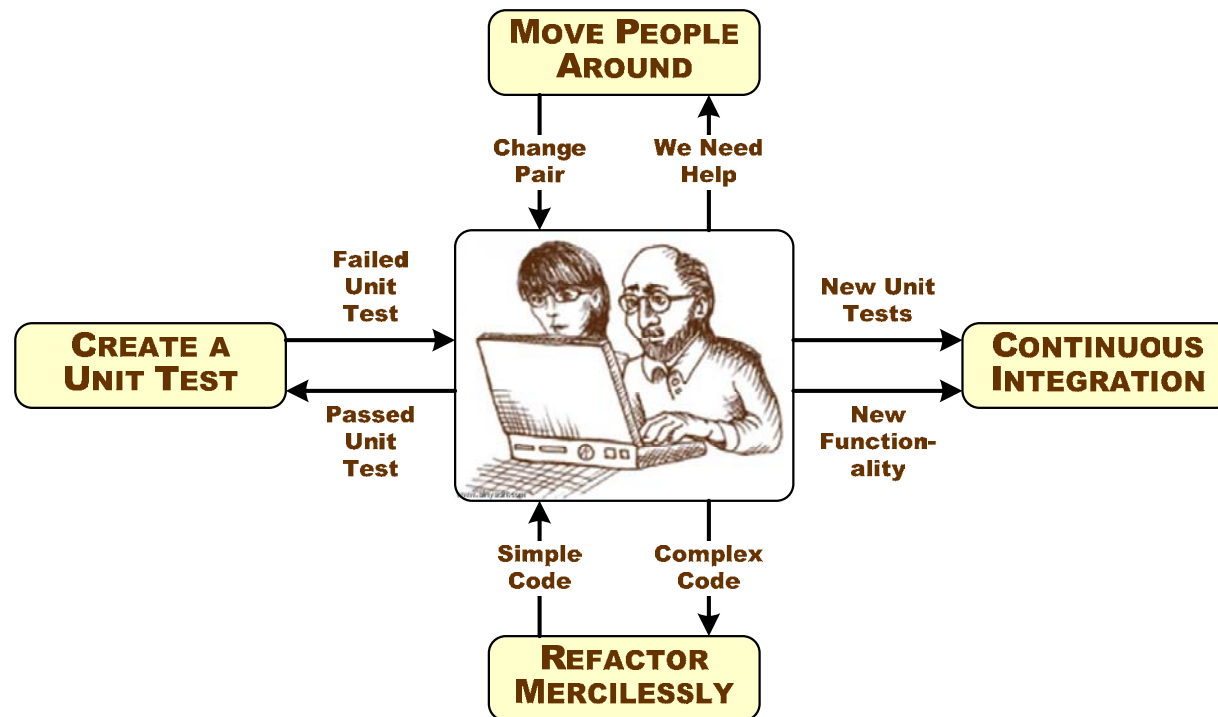 MOVE PEOPLE
AROUND
Change
Pair
We Need
Help
Failed
Unit
Test
New Unit
Tests
CREATE A
UNIT TEST
CONTINUOUS
INTEGRATION
Passed
Unit
Test
New
Function-
ality
Simple
Code
Complex
Code
REFACTOR
MERCILESSLY